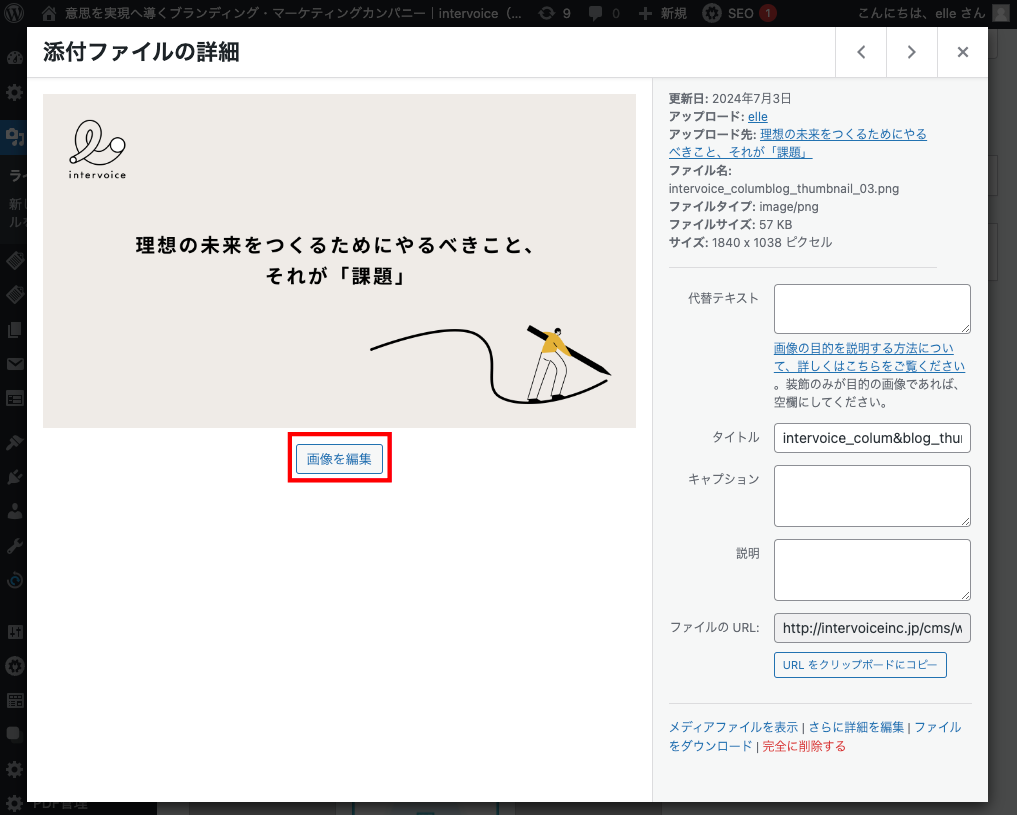 意思を実現へ導くブランディング・マーケティングカンパニー｜intervoice（...
9
0
新規
SEO
1
こんにちは、elle さん
添付ファイルの詳細
ライ
新
ル
PDF管理
intervoice
理想の未来をつくるためにやるべきこと、
それが「課題」
画像を編集
更新日: 2024年7月3日
アップロード: elle
アップロード先: 理想の未来をつくるためにやる
べきこと、それが「課題」
ファイル名:
intervoice_columblog_thumbnail_03.png
ファイルタイプ: image/png
ファイルサイズ: 57 KB
サイズ: 1840 x 1038 ピクセル
代替テキスト
画像の目的を説明する方法につい
て、詳しくはこちらをご覧ください
。装飾のみが目的の画像であれば、
空欄にしてください。
タイトル
intervoice_colum&blog_thu
キャプション
説明
ファイルの URL:
http://intervoiceinc.jp/cms/w
URL をクリップボードにコピー
メディアファイルを表示 | さらに詳細を編集 | ファイル
をダウンロード | 完全に削除する